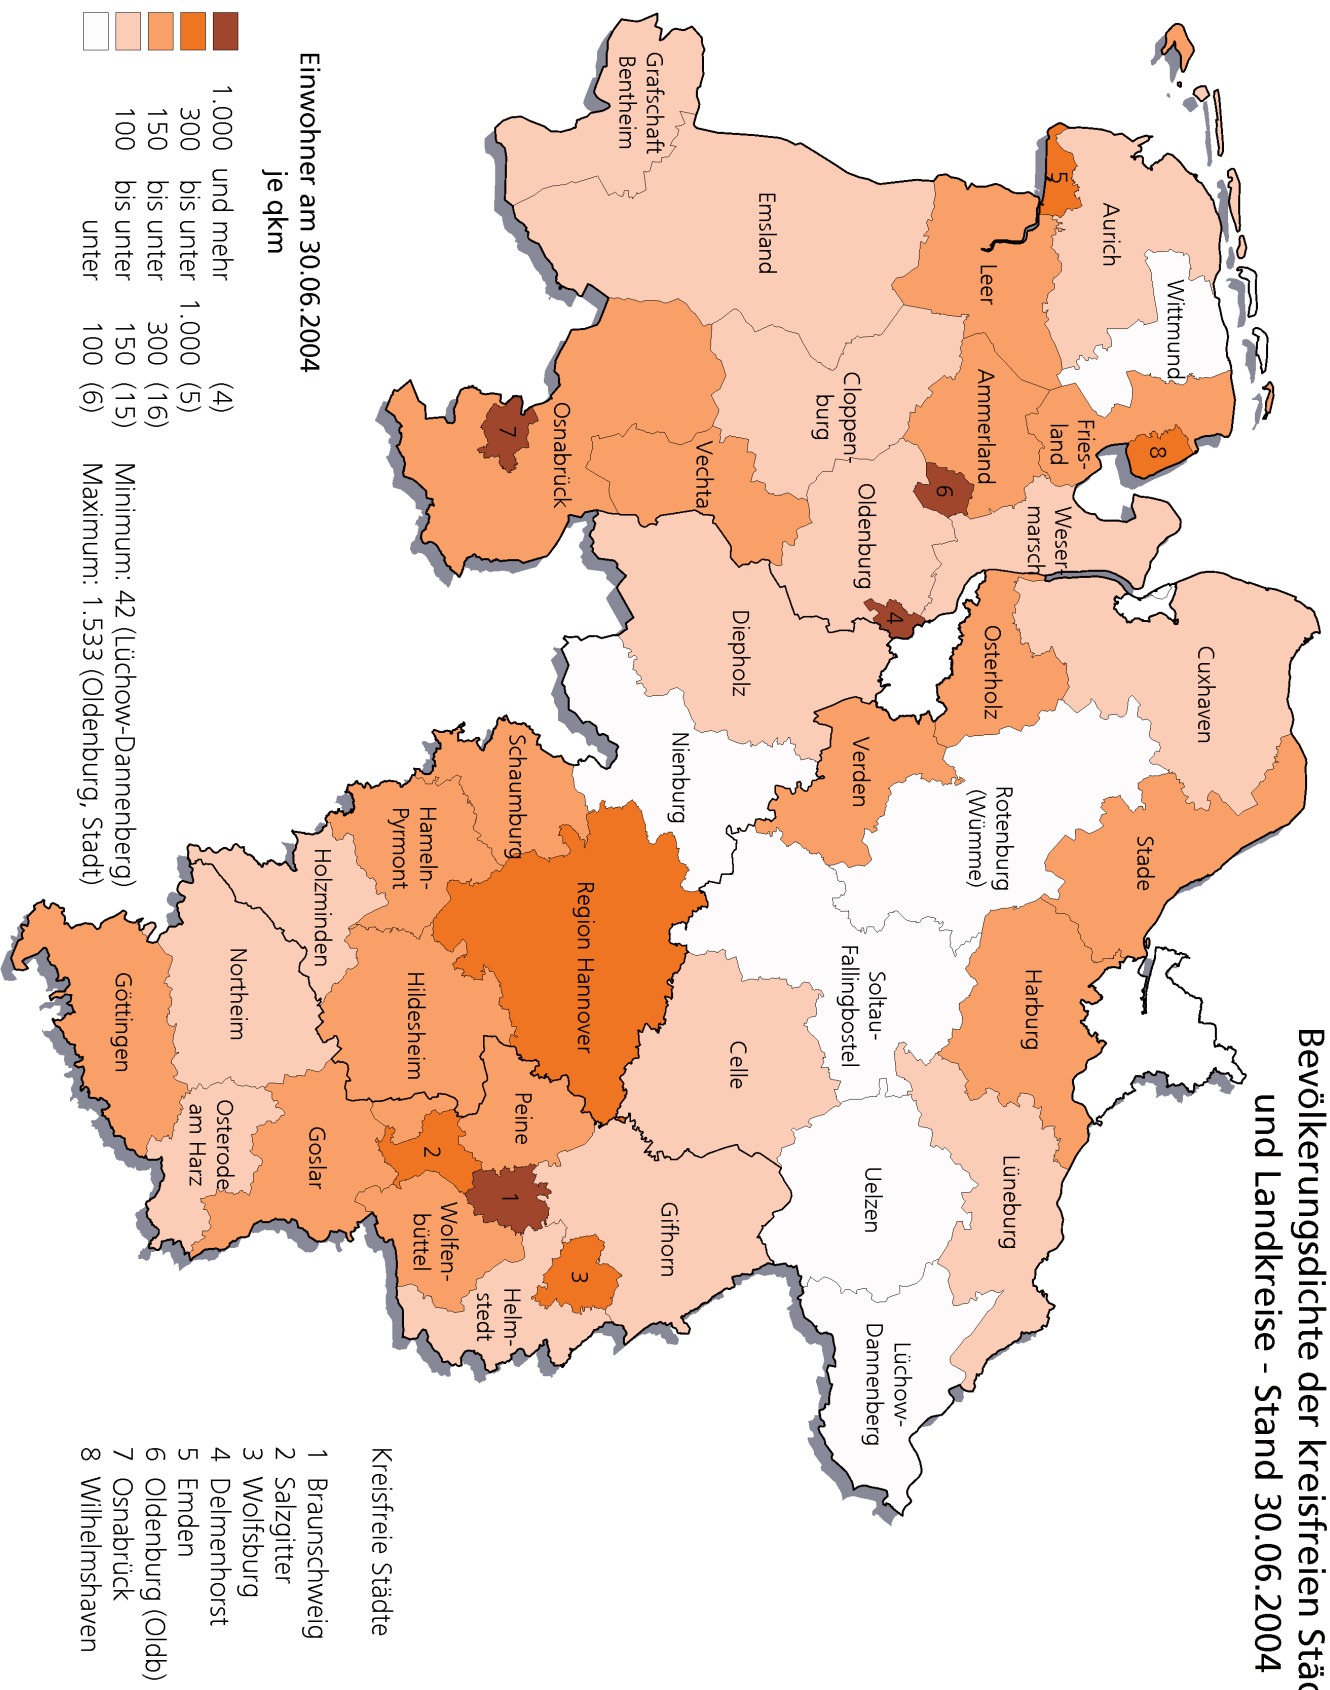 Bevölkerungsdichte der kreisfreien
und Landkreise - Stand 30.06.2004
Aurich
Wittmund
5
Leer
Fries-
land
8
Ammerland
6
Weser-
marsch
Cuxhaven
Osterholz
Stade
Rotenburg
(Wümme)
Harburg
Lüneburg
Emsland
Cloppen-
burg
Oldenburg
4
Verden
Soltau-
Fallingbostel
Uelzen
Lüchow-
Dannenberg
Grafschaft
Bentheim
Vechta
Diepholz
Nienburg
Celle
Gifhorn
Osnabrück
7
Schaumburg
Region Hannover
Peine
1
3
Helm-
stedt
Hameln-
Pyrmont
Hildesheim
2
Wolfen-
büttel
Holzminden
Goslar
Northeim
Osterode
am Harz
Göttingen
Einwohner am 30.06.2004
je qkm
1.000 und mehr (4)
300 bis unter 1.000 (5)
150 bis unter 300 (16)
100 bis unter 150 (15)
unter 100 (6)
Minimum: 42 (Lüchow-Dannenberg)
Maximum: 1.533 (Oldenburg, Stadt)
Kreisfreie Städte
1 Braunschweig
2 Salzgitter
3 Wolfsburg
4 Delmenhorst
5 Emden
6 Oldenburg (Oldb)
7 Osnabrück
8 Wilhelmshaven